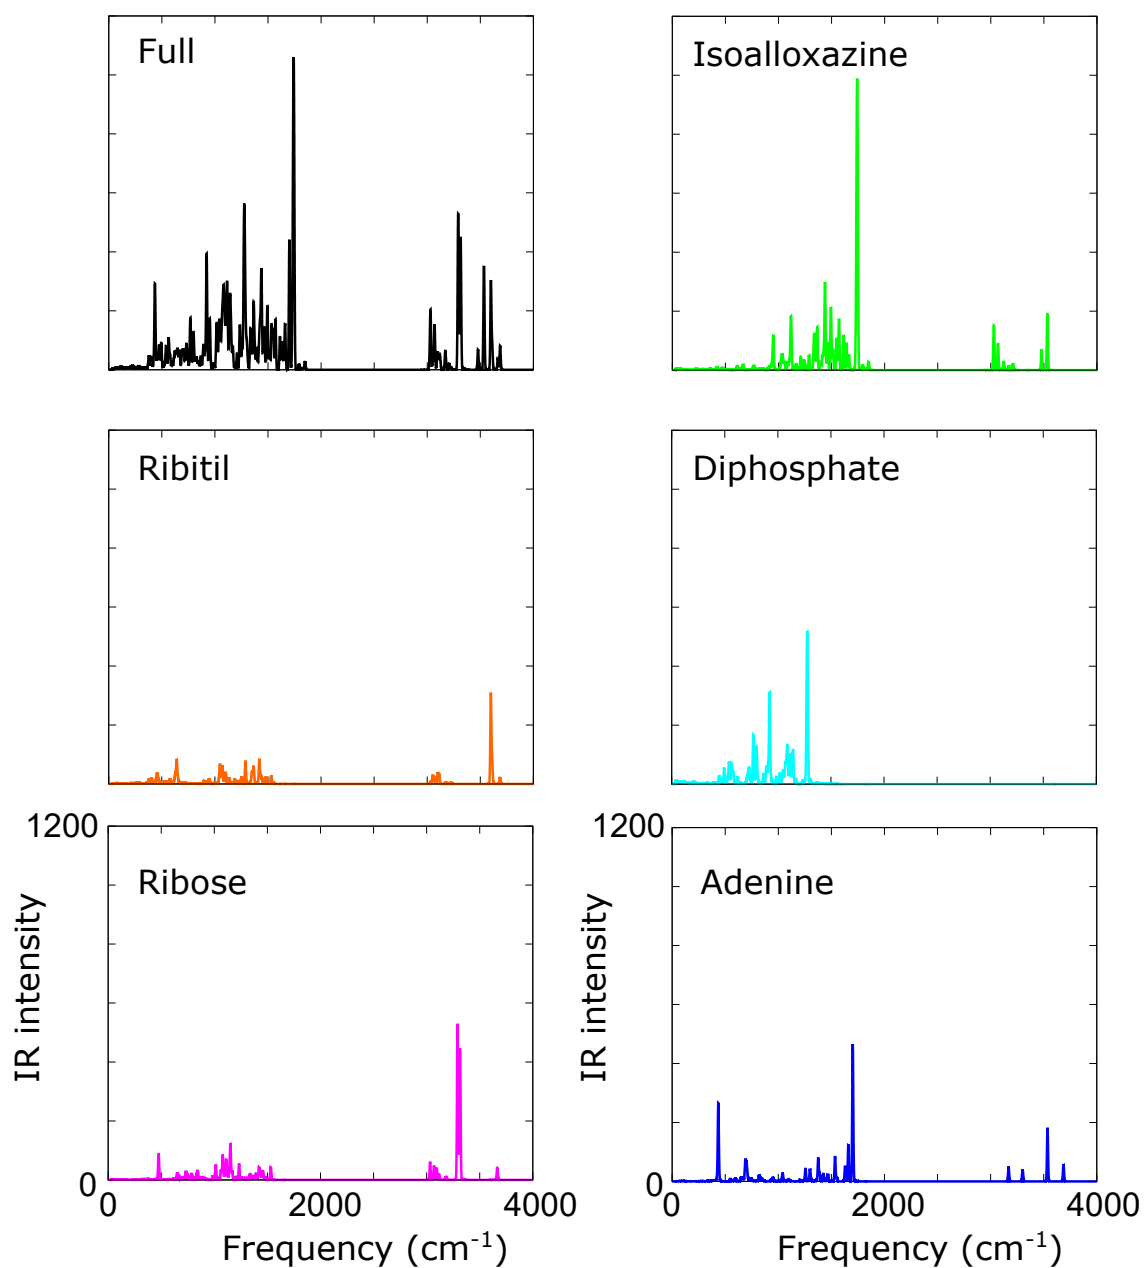 Full
Isoalloxazine
Ribitil
Diphosphate
1200
1200
Ribose
Adenine
IR intensity
IR intensity
0
0
0
2000
4000
0
2000
4000
Frequency (cm-1)
Frequency (cm-1)